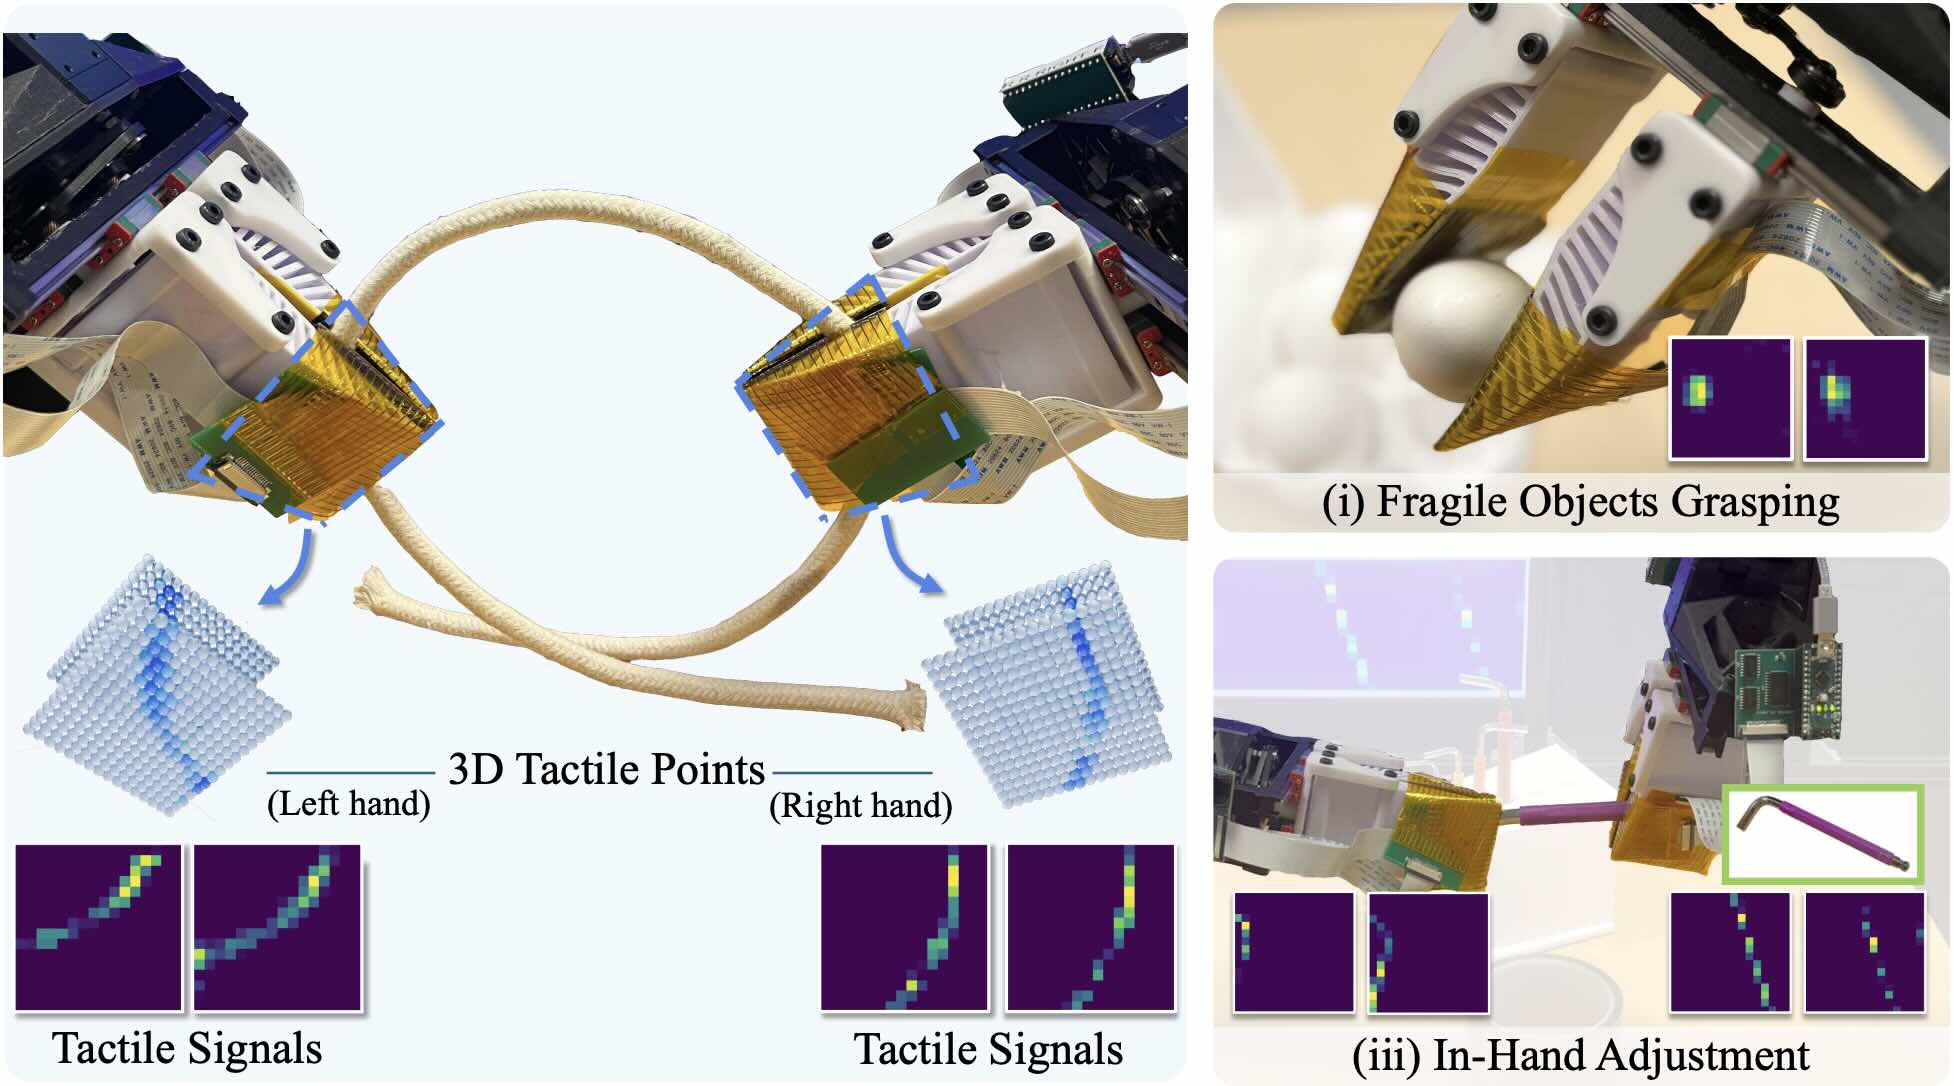 3D Tactile Points
(Left hand)
(Right hand)
Tactile Signals
Tactile Signals
(i) Fragile Objects Grasping
(iii) In-Hand Adjustment